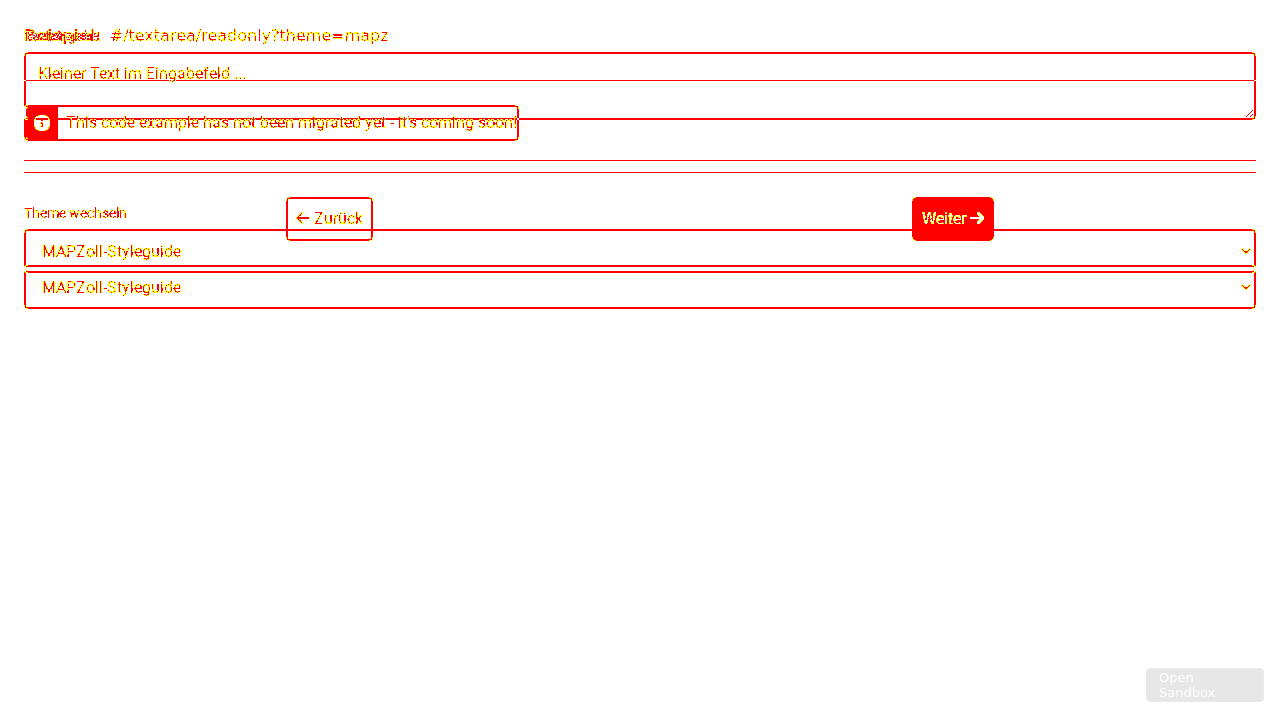 #/textarea/readonly?theme=mapz
Kleiner Text im Eingabefeld ...
This code example has not been migrated yet - it's coming soon!
Theme wechseln
← Zurück
Weiter →
MAPZoll-Styleguide
MAPZoll-Styleguide
Open
Sandbox